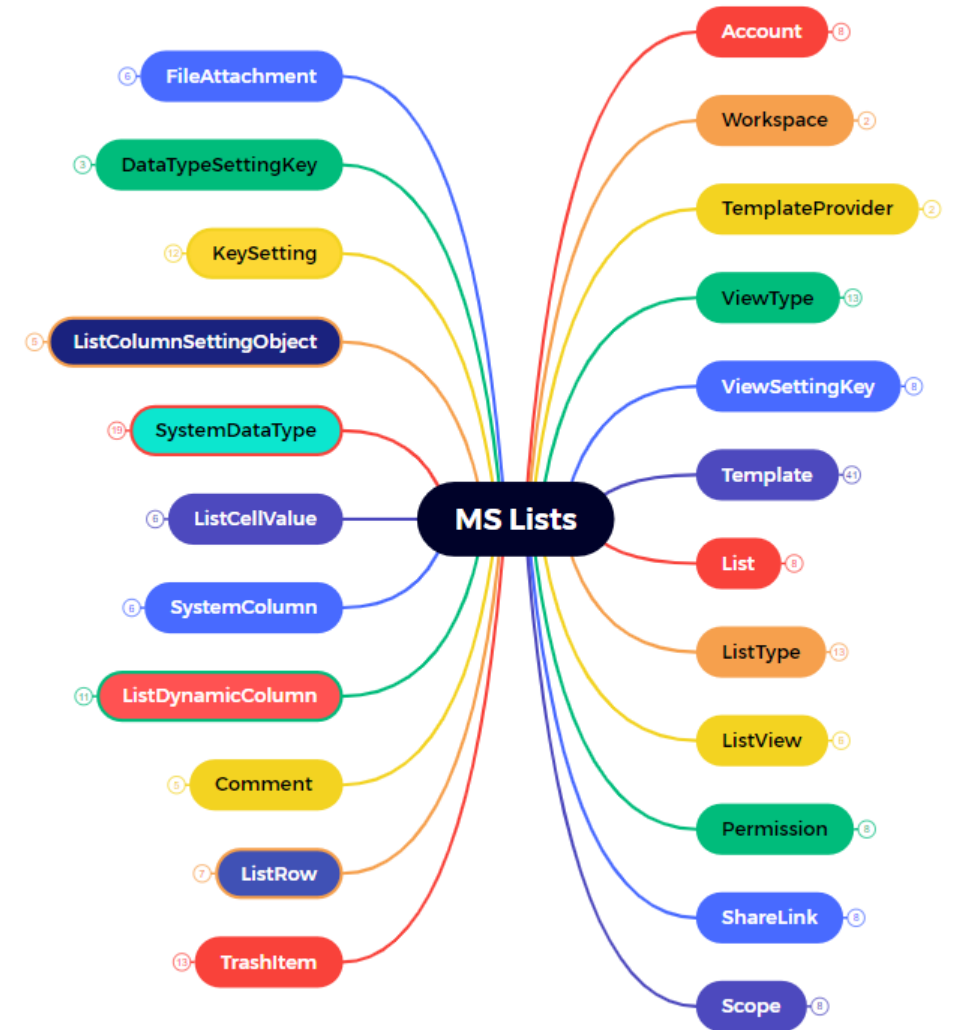 MS Lists
Account
8
Workspace
2
TemplateProvider
2
ViewType
13
ViewSettingKey
8
Template
41
List
8
ListType
13
ListView
Permission
8
ShareLink
8
Scope
8
FileAttachment
6
DataTypeSettingKey
3
KeySetting
12
ListColumnSettingObject
5
SystemDataType
19
ListCellValue
6
SystemColumn
6
ListDynamicColumn
11
Comment
5
ListRow
7
TrashItem
13